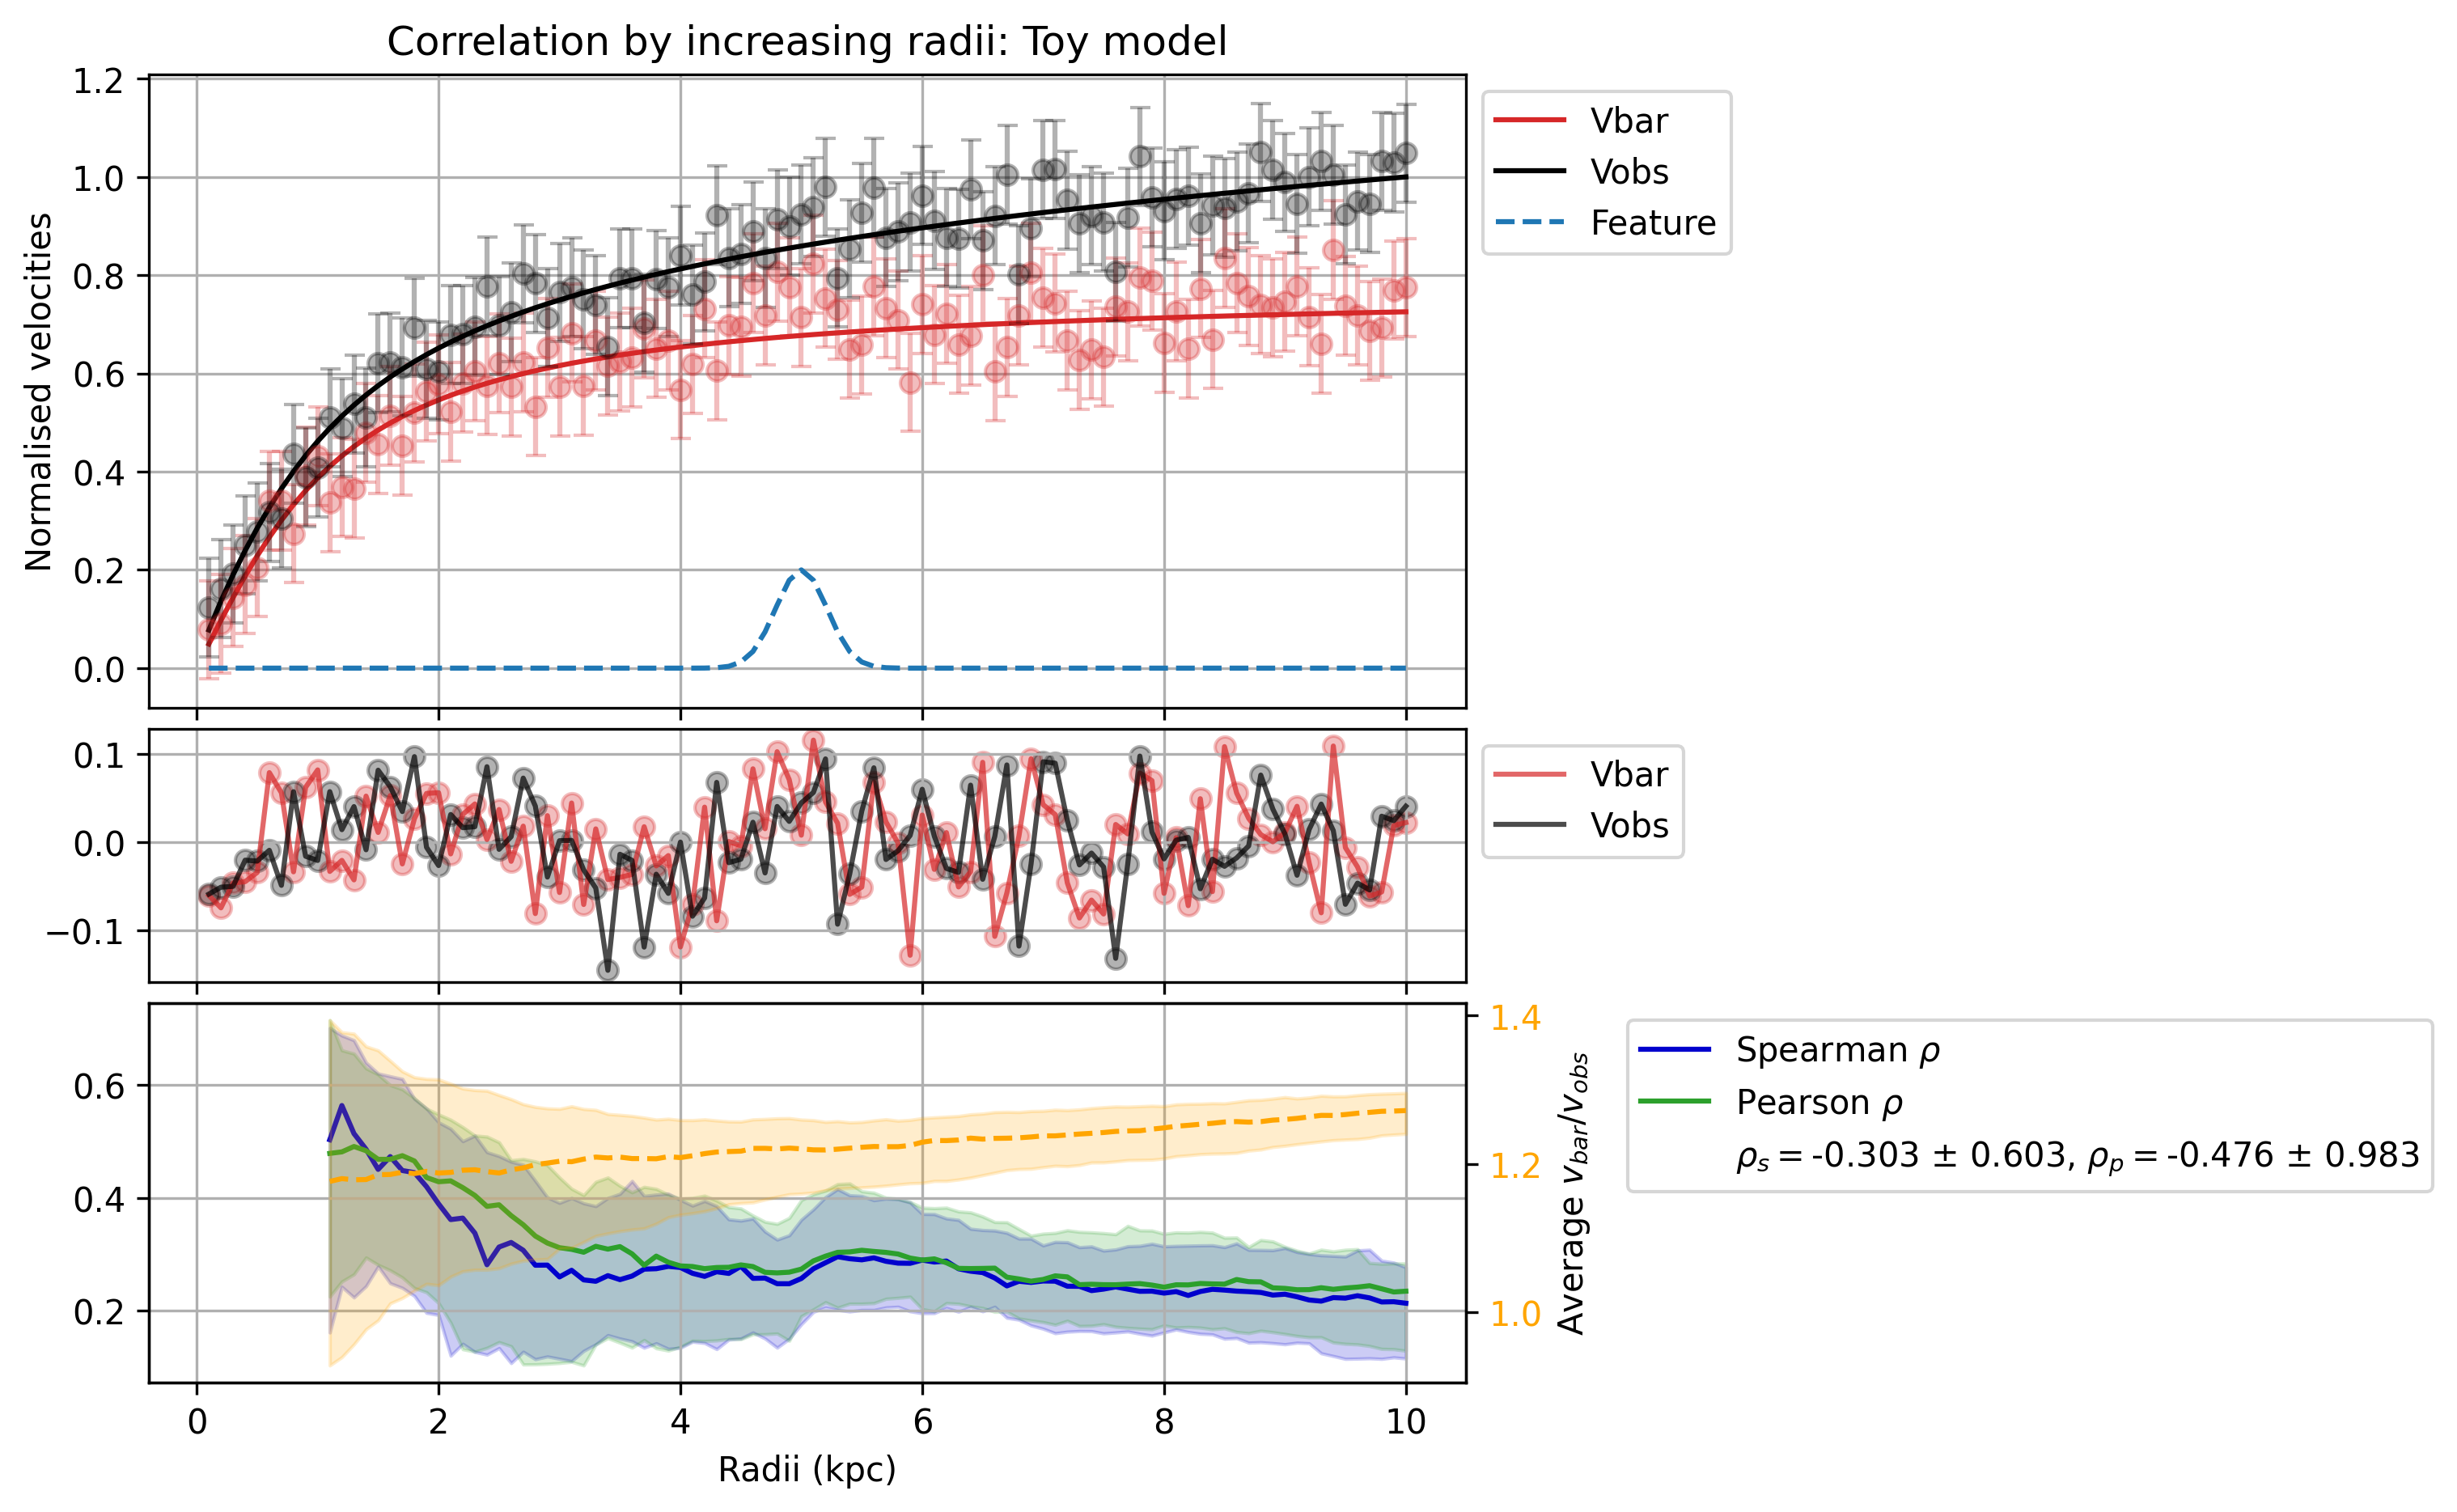 Correlation by increasing radii: Toy model
Normalised velocities
1.2
1.0
0.8
0.6
0.4
0.2
0.0
Vbar
Vobs
Feature
0.1
0.0
−0.1
Vbar
Vobs
0.6
0.4
0.2
1.4
1.2
1.0
Average v_bar/v_obs
Spearman ρ
Pearson ρ
ρ_s = -0.303 ± 0.603, ρ_p = -0.476 ± 0.983
0 2 4 6 8 10
Radii (kpc)